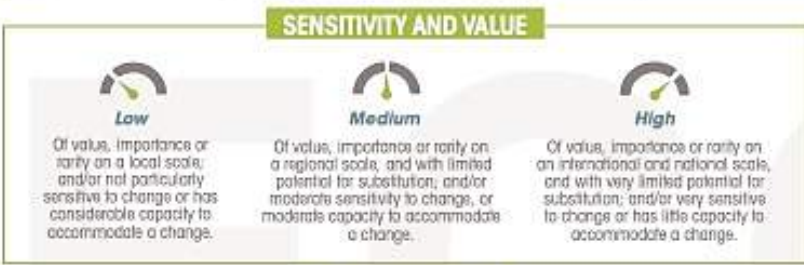 SENSITIVITY AND VALUE
Low
Of value, importance or
rarity on a local scale;
and/or not particularly
sensitive to change or has
considerable capacity to
accommodate a change.
Medium
Of value, importance or rarity on
a regional scale, and with limited
potential for substitution; and/or
moderate sensitivity to change, or
moderate capacity to accommodate
a change.
High
Of value, importance or rarity on
an international and national scale,
and with very limited potential for
substitution; and/or very sensitive
to change or has little capacity to
accommodate a change.